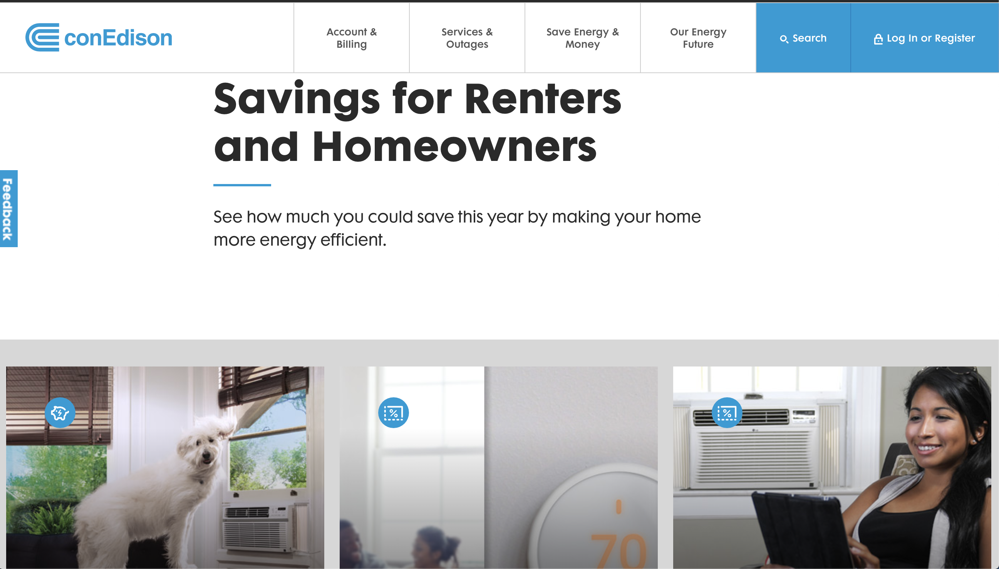 conEdison
Account &
Billing
Services &
Outages
Save Energy &
Money
Our Energy
Future
Search
Log In or Register
Savings for Renters
and Homeowners
Feedback
See how much you could save this year by making your home
more energy efficient.
%
%
70